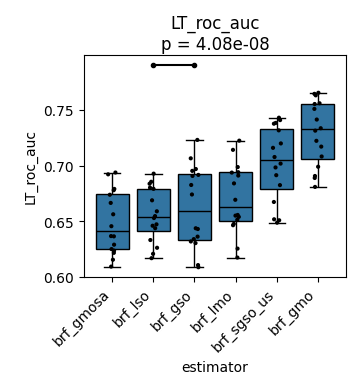 LT_roc_auc
p = 4.08e-08
LT_roc_auc
0.75
0.70
0.65
0.60
brf_gmosa
brf_lso
brf_gso
brf_lmo
brf_sgso_us
brf_gmo
estimator